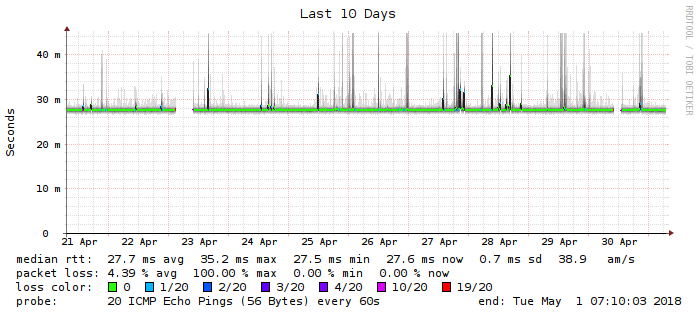 Last 10 Days
RRDTOOL / TOBI OETIKER
Seconds
40 m
30 m
20 m
10 m
0
21 Apr 22 Apr 23 Apr 24 Apr 25 Apr 26 Apr 27 Apr 28 Apr 29 Apr 30 Apr
median rtt: 27.7 ms avg 35.2 ms max 27.5 ms min 27.6 ms now 0.7 ms sd 38.9 am/s
packet loss: 4.39 % avg 100.00 % max 0.00 % min 0.00 % now
loss color: 0 1/20 2/20 3/20 4/20 10/20 19/20
probe: 20 ICMP Echo Pings (56 Bytes) every 60s end: Tue May 1 07:10:03 2018